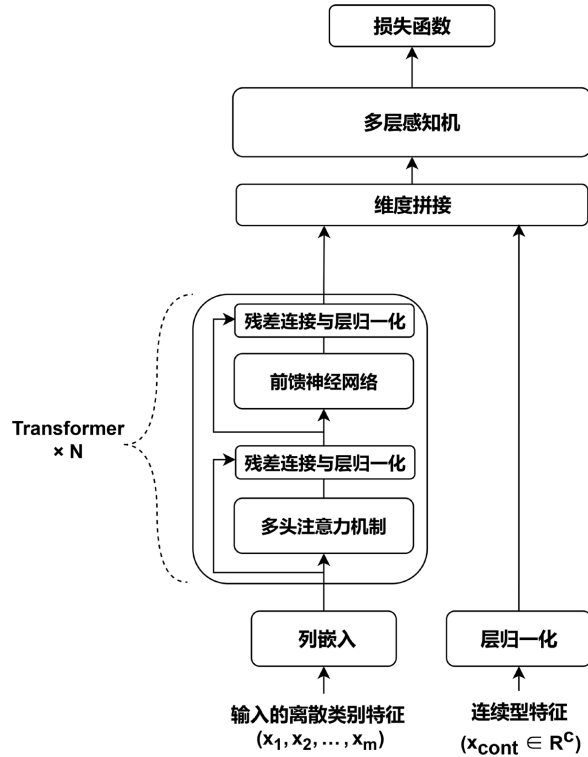 损失函数
多层感知机
维度拼接
残差连接与层归一化
前馈神经网络
Transformer
× N
残差连接与层归一化
多头注意力机制
列嵌入
层归一化
输入的离散类别特征
(x₁, x₂, ... , xₘ)
连续型特征
(x_cont ∈ R^c)